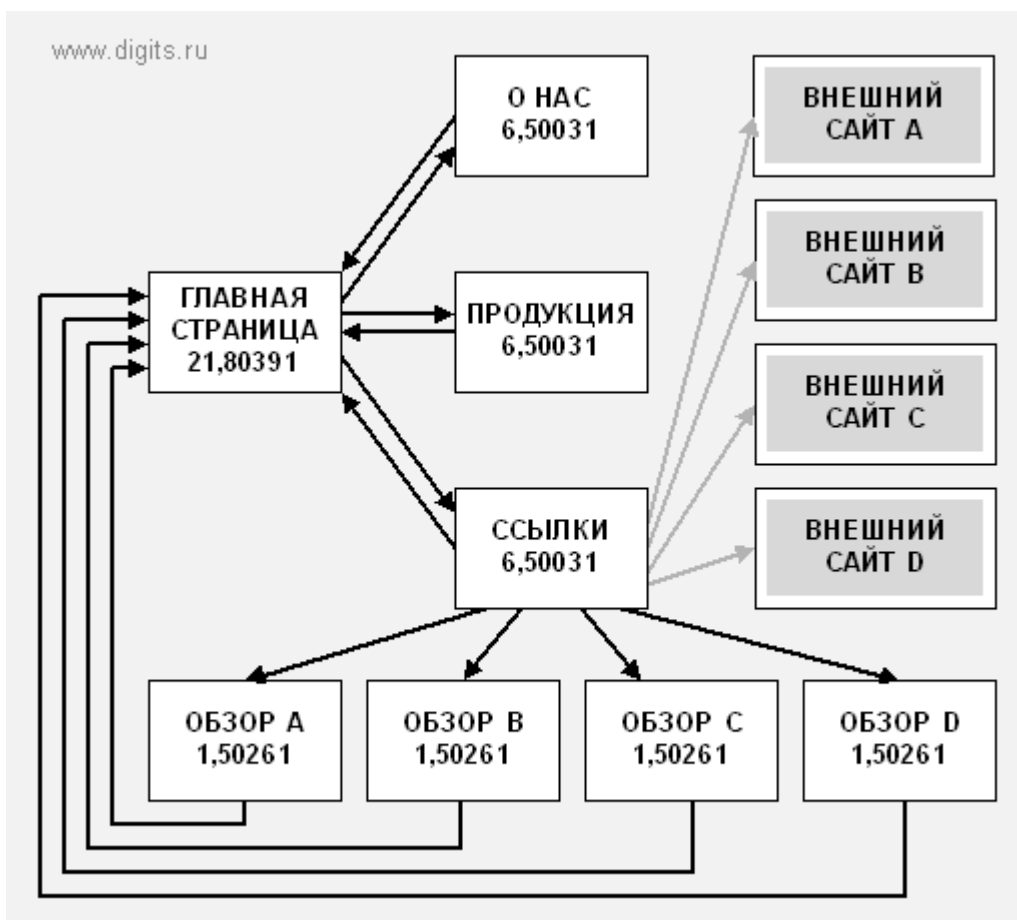 www.digits.ru
О НАС
6,50031
ВНЕШНИЙ
САЙТ A
ВНЕШНИЙ
САЙТ B
ГЛАВНАЯ
СТРАНИЦА
21,80391
ПРОДУКЦИЯ
6,50031
ВНЕШНИЙ
САЙТ C
ССЫЛКИ
6,50031
ВНЕШНИЙ
САЙТ D
ОБЗОР A
1,50261
ОБЗОР B
1,50261
ОБЗОР C
1,50261
ОБЗОР D
1,50261